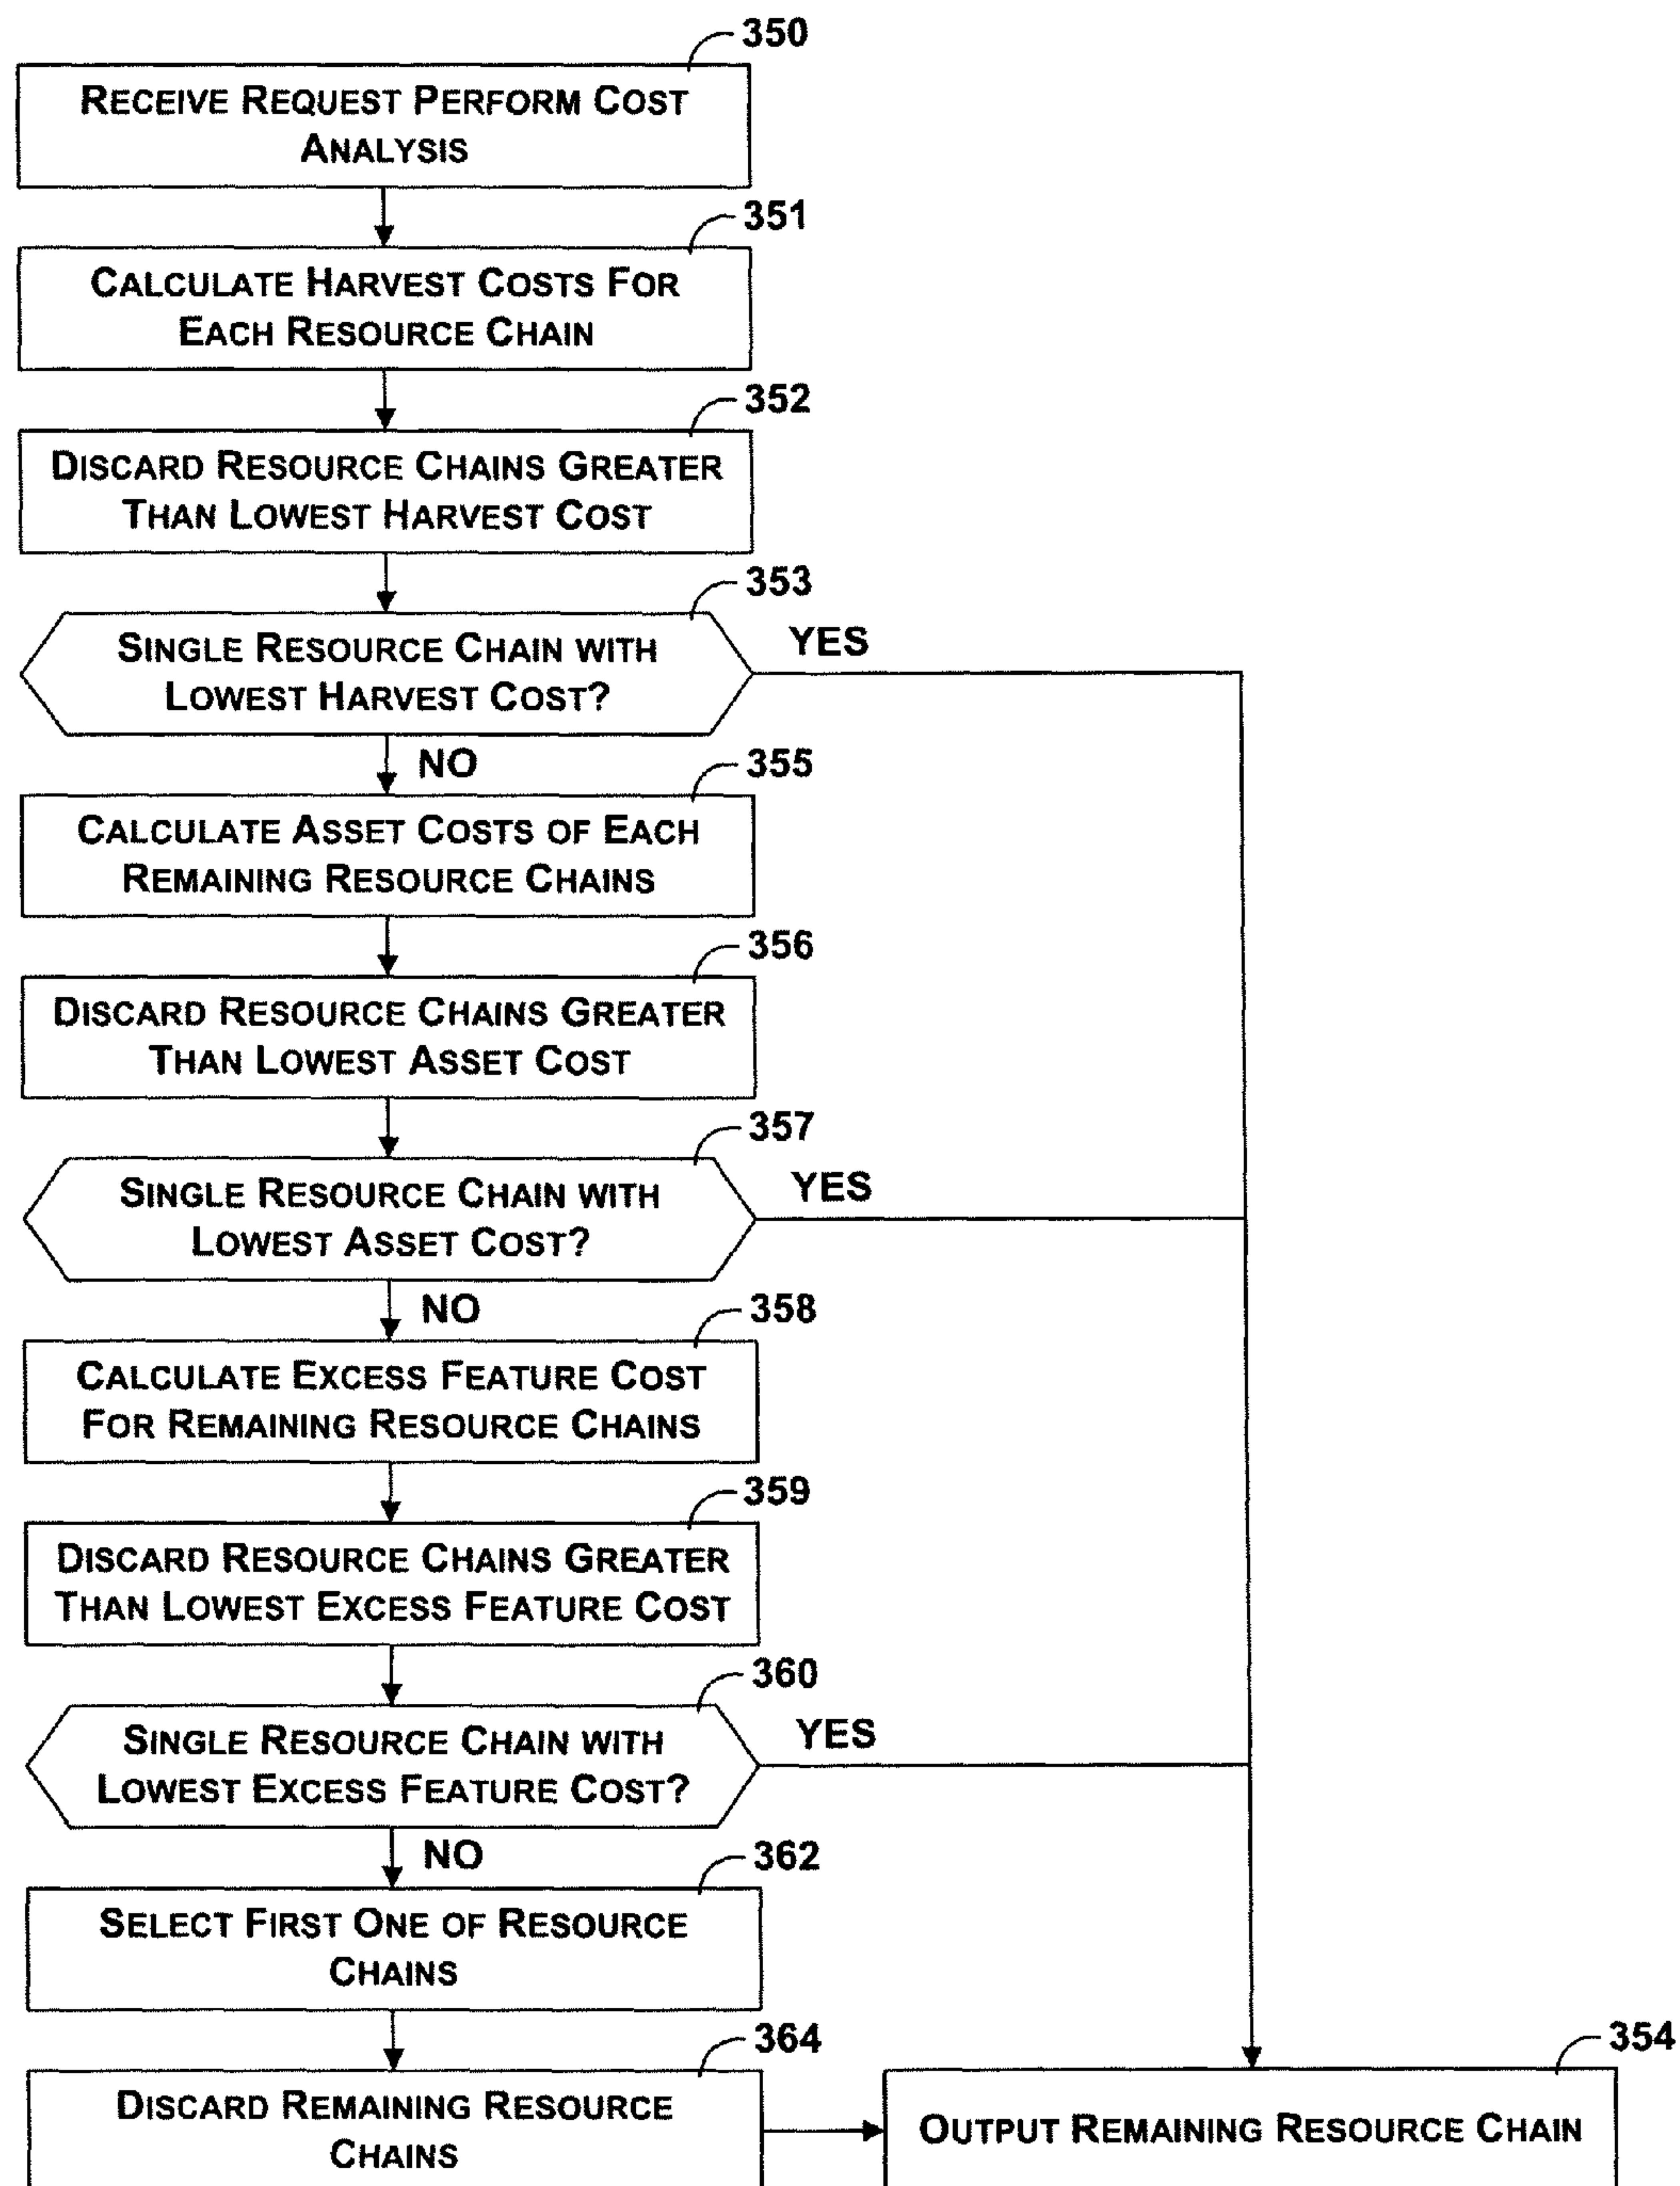 350
RECEIVE REQUEST PERFORM COST
ANALYSIS
351
CALCULATE HARVEST COSTS FOR
EACH RESOURCE CHAIN
352
DISCARD RESOURCE CHAINS GREATER
THAN LOWEST HARVEST COST
353
SINGLE RESOURCE CHAIN WITH
LOWEST HARVEST COST?
YES
NO
355
CALCULATE ASSET COSTS OF EACH
REMAINING RESOURCE CHAINS
356
DISCARD RESOURCE CHAINS GREATER
THAN LOWEST ASSET COST
357
SINGLE RESOURCE CHAIN WITH
LOWEST ASSET COST?
YES
NO
358
CALCULATE EXCESS FEATURE COST
FOR REMAINING RESOURCE CHAINS
359
DISCARD RESOURCE CHAINS GREATER
THAN LOWEST EXCESS FEATURE COST
360
SINGLE RESOURCE CHAIN WITH
LOWEST EXCESS FEATURE COST?
YES
NO
362
SELECT FIRST ONE OF RESOURCE
CHAINS
364
DISCARD REMAINING RESOURCE
CHAINS
354
OUTPUT REMAINING RESOURCE CHAIN